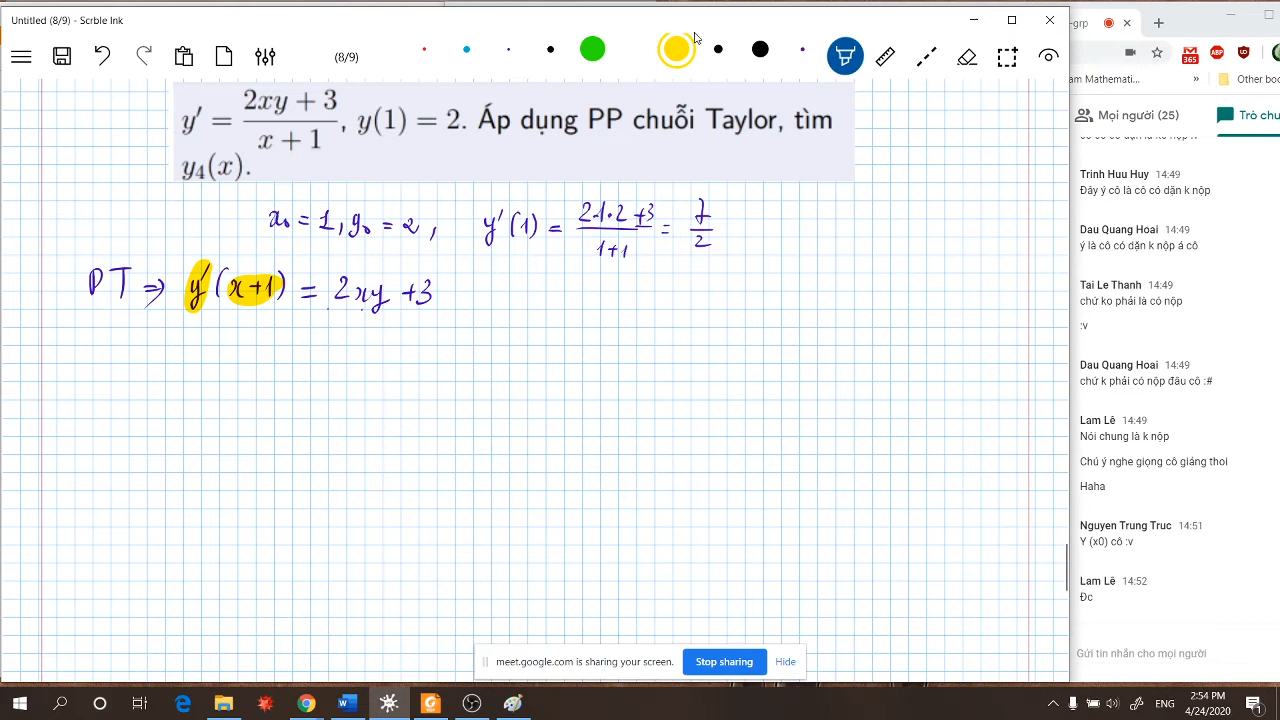 Untitled (8/9) - Scrble Ink
(8/9)
y' = (2xy + 3)/(x + 1), y(1) = 2. Áp dụng PP chuỗi Taylor, tìm
y₄(x).
x₀ = 1, y₀ = 2, y'(1) = (2·1·2 + 3)/(1+1) = 7/2
PT ⇒ y'(x+1) = 2xy + 3
meet.google.com is sharing your screen. Stop sharing Hide
-grp
365
ABP
am Mathemati...
» Other boo
Mọi người (25)
Trò chu
Trinh Huu Huy 14:49
Đây ý cô là cô có dặn k nộp
Dau Quang Hoai 14:49
ý là cô có dặn k nộp á cô
Tai Le Thanh 14:49
chứ ko phải là có nộp
:v
Dau Quang Hoai 14:49
chứ k phải có nộp đâu cô :#
Lam Lê 14:49
Nói chung là k nộp
Chú ý nghe giọng cô giảng thoi
Haha
Nguyen Trung Truc 14:51
Y (x0) cô :v
Lam Lê 14:52
Đc
Gửi tin nhắn cho mọi người
2:54 PM
4/24/2020